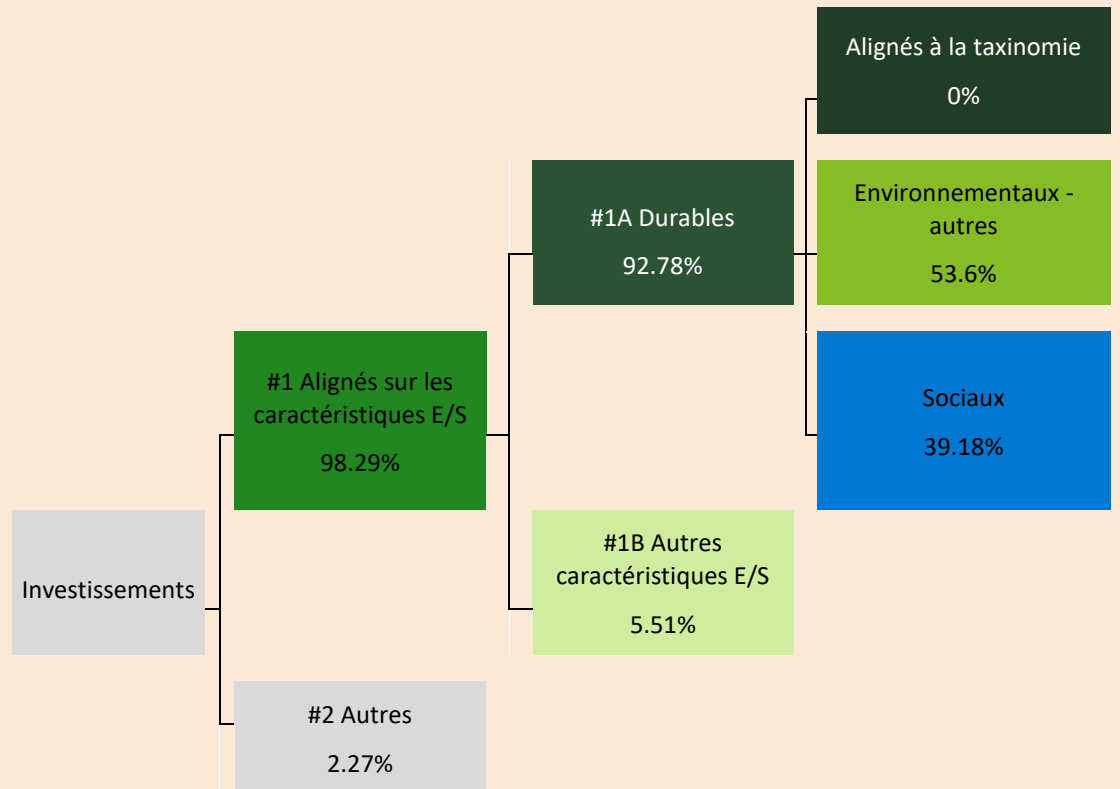 Investissements
#1 Alignés sur les
caractéristiques E/S
98.29%
#2 Autres
2.27%
#1A Durables
92.78%
#1B Autres
caractéristiques E/S
5.51%
Alignés à la taxinomie
0%
Environnementaux -
autres
53.6%
Sociaux
39.18%